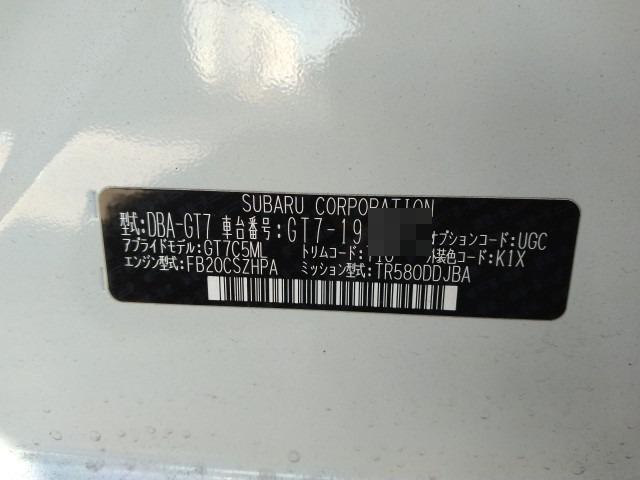 SUBARU CORPORATION
型式:DBA-GT7 車台番号:GT7-19 オプションコード:UGC
アプライドモデル:GT7C5ML トリムコード: 外装色コード:K1X
エンジン型式:FB20CSZHPA ミッション型式:TR580DDJBA